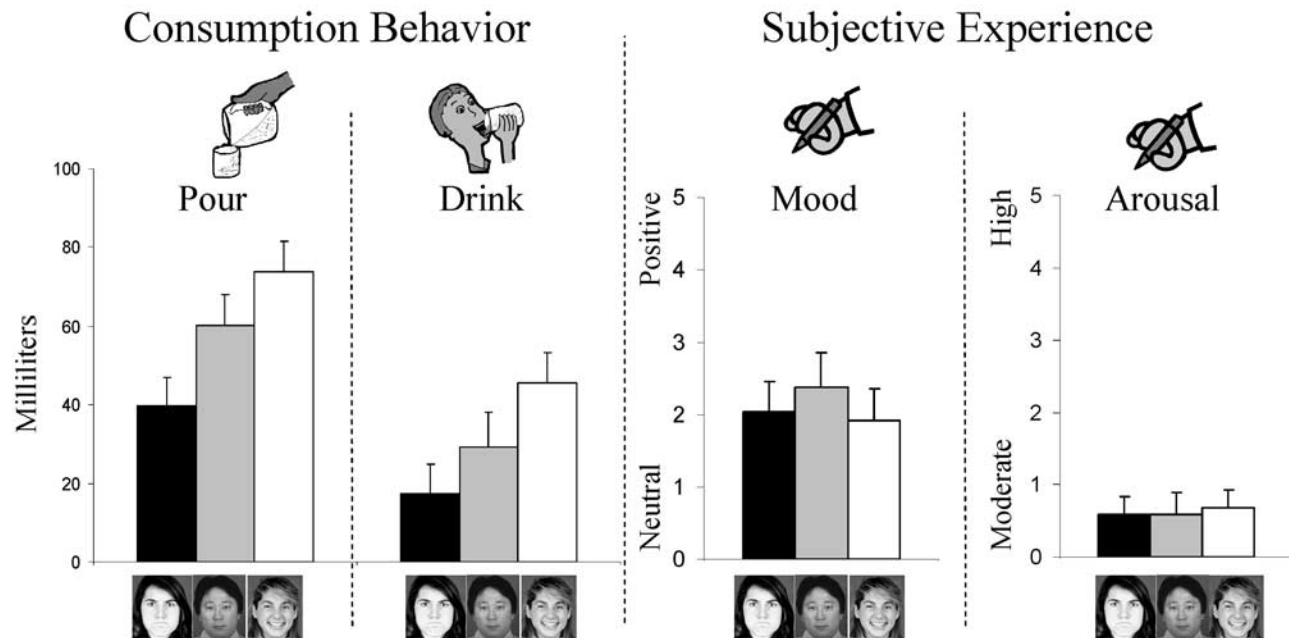 Consumption Behavior
Subjective Experience
Pour
Drink
Mood
Arousal
Milliliters
100
80
60
40
20
0
Positive
Neutral
5
4
3
2
1
0
High
Moderate
5
4
3
2
1
0